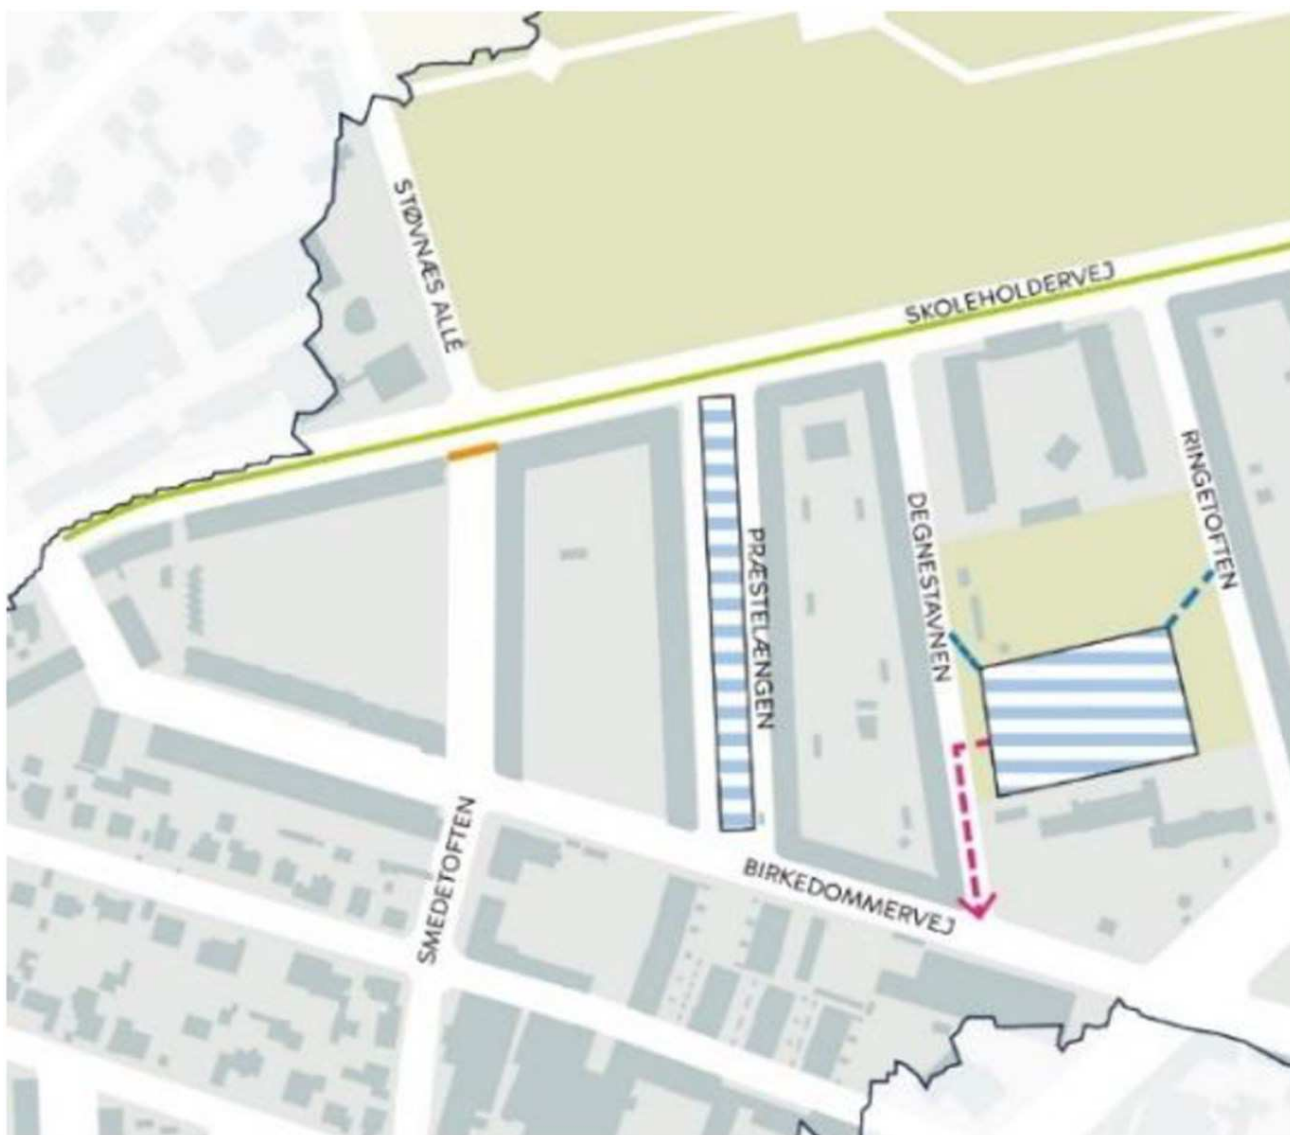 STØVNÆS ALLÉ
SKOLEHOLDERVEJ
RINGETOFTEN
DEGNESTAVNEN
PRÆSTELÆNGEN
SMEDETOFTEN
BIRKEDOMMERVEJ